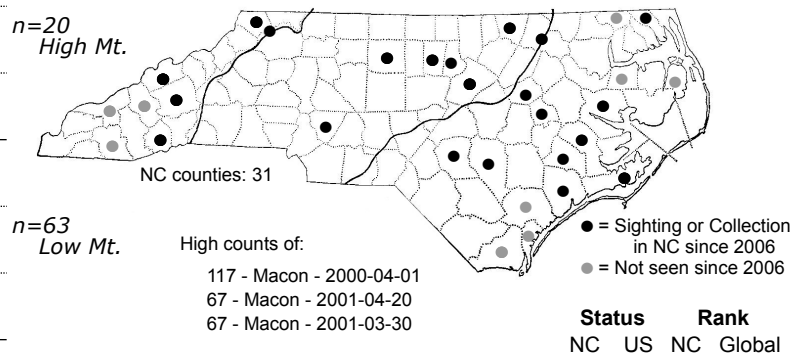 n=20
High Mt.
NC counties: 31
n=63
Low Mt.
High counts of:
117 - Macon - 2000-04-01
67 - Macon - 2001-04-20
67 - Macon - 2001-03-30
= Sighting or Collection
in NC since 2006
= Not seen since 2006
Status Rank
NC US NC Global